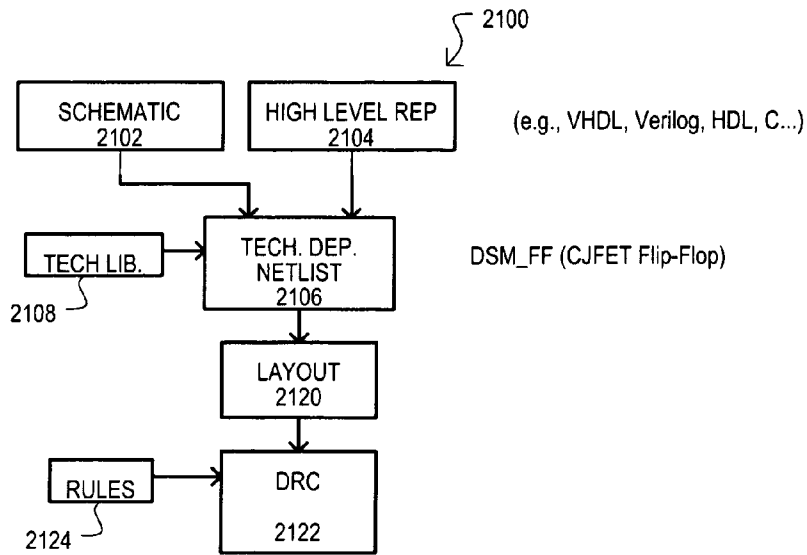 2100
SCHEMATIC
2102
HIGH LEVEL REP
2104
(e.g., VHDL, Verilog, HDL, C...)
TECH LIB.
2108
TECH. DEP.
NETLIST
2106
DSM_FF (CJFET Flip-Flop)
LAYOUT
2120
RULES
2124
DRC
2122